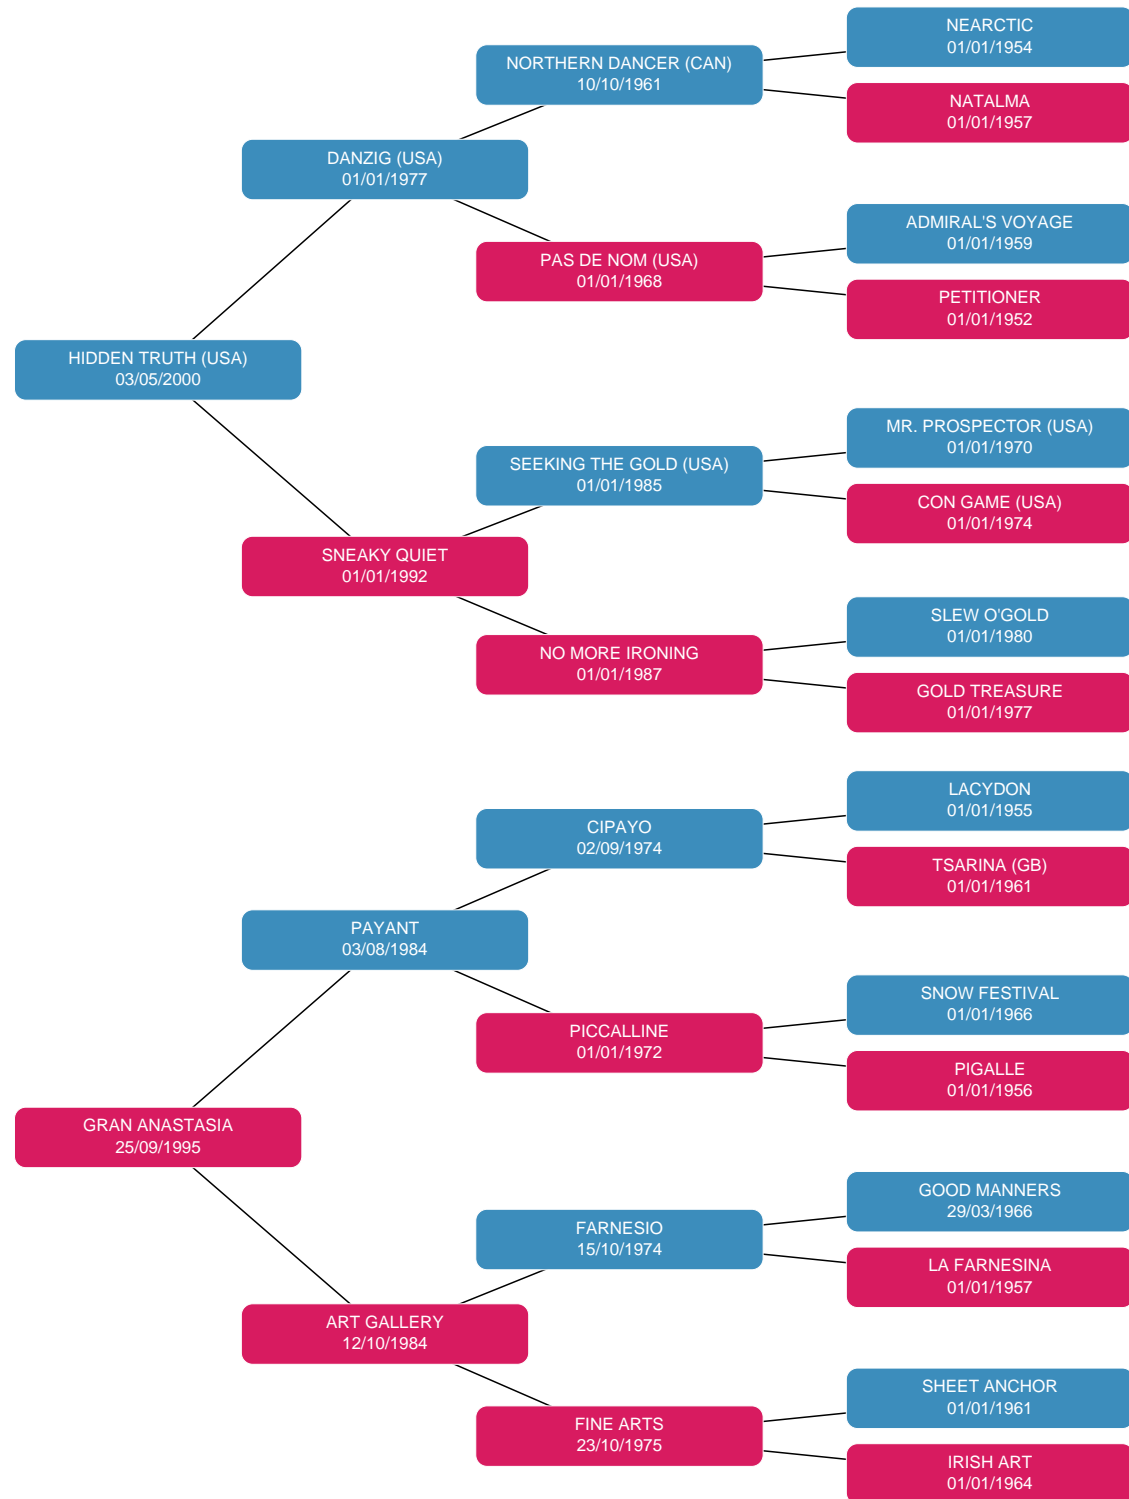 NEARCTIC
01/01/1954
NORTHERN DANCER (CAN)
10/10/1961
NATALMA
01/01/1957
DANZIG (USA)
01/01/1977
ADMIRAL'S VOYAGE
01/01/1959
PAS DE NOM (USA)
01/01/1968
PETITIONER
01/01/1952
HIDDEN TRUTH (USA)
03/05/2000
MR. PROSPECTOR (USA)
01/01/1970
SEEKING THE GOLD (USA)
01/01/1985
CON GAME (USA)
01/01/1974
SNEAKY QUIET
01/01/1992
SLEW O'GOLD
01/01/1980
NO MORE IRONING
01/01/1987
GOLD TREASURE
01/01/1977
LACYDON
01/01/1955
CIPAYO
02/09/1974
TSARINA (GB)
01/01/1961
PAYANT
03/08/1984
SNOW FESTIVAL
01/01/1966
PICCALLINE
01/01/1972
PIGALLE
01/01/1956
GRAN ANASTASIA
25/09/1995
GOOD MANNERS
29/03/1966
FARNESIO
15/10/1974
LA FARNESINA
01/01/1957
ART GALLERY
12/10/1984
SHEET ANCHOR
01/01/1961
FINE ARTS
23/10/1975
IRISH ART
01/01/1964